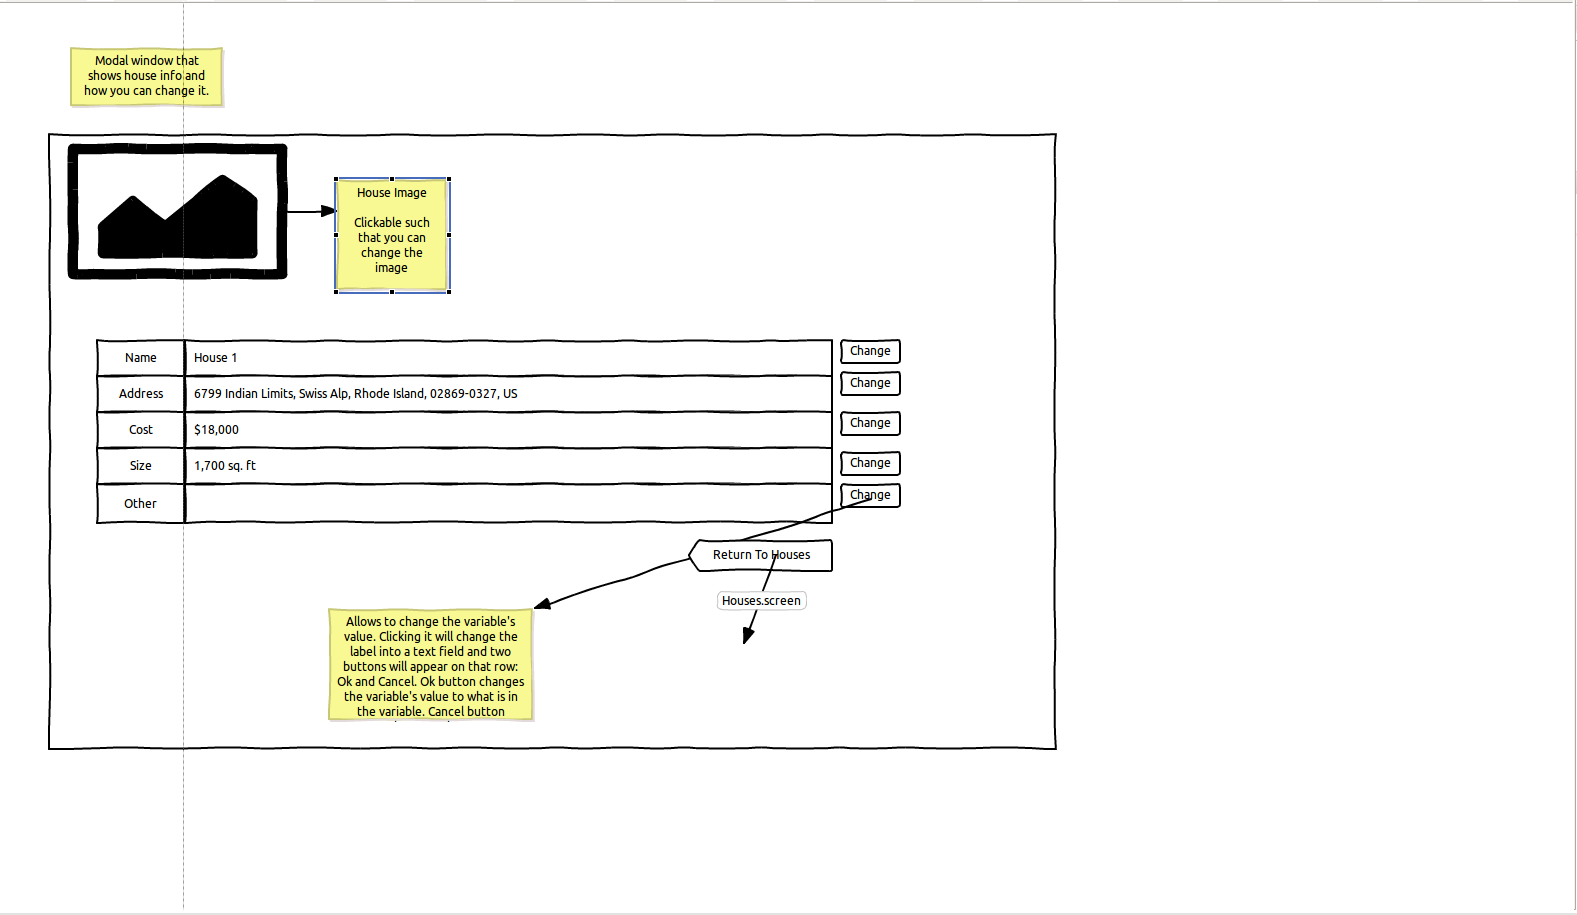 Modal window that
shows house info and
how you can change it.
House Image
Clickable such
that you can
change the
image
Name House 1 Change
Address 6799 Indian Limits, Swiss Alp, Rhode Island, 02869-0327, US Change
Cost $18,000 Change
Size 1,700 sq. ft Change
Other Change
Return To Houses
Houses.screen
Allows to change the variable's
value. Clicking it will change the
label into a text field and two
buttons will appear on that row:
Ok and Cancel. Ok button changes
the variable's value to what is in
the variable. Cancel button